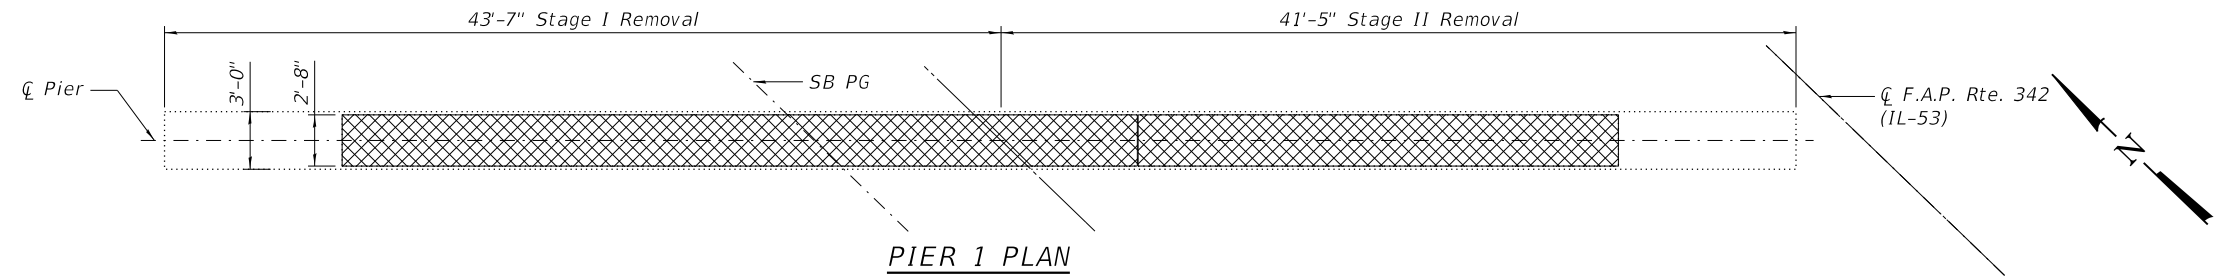 43'-7" Stage I Removal
41'-5" Stage II Removal
℄ Pier
3'-0"
2'-8"
SB PG
℄ F.A.P. Rte. 342
(IL-53)
N
PIER 1 PLAN